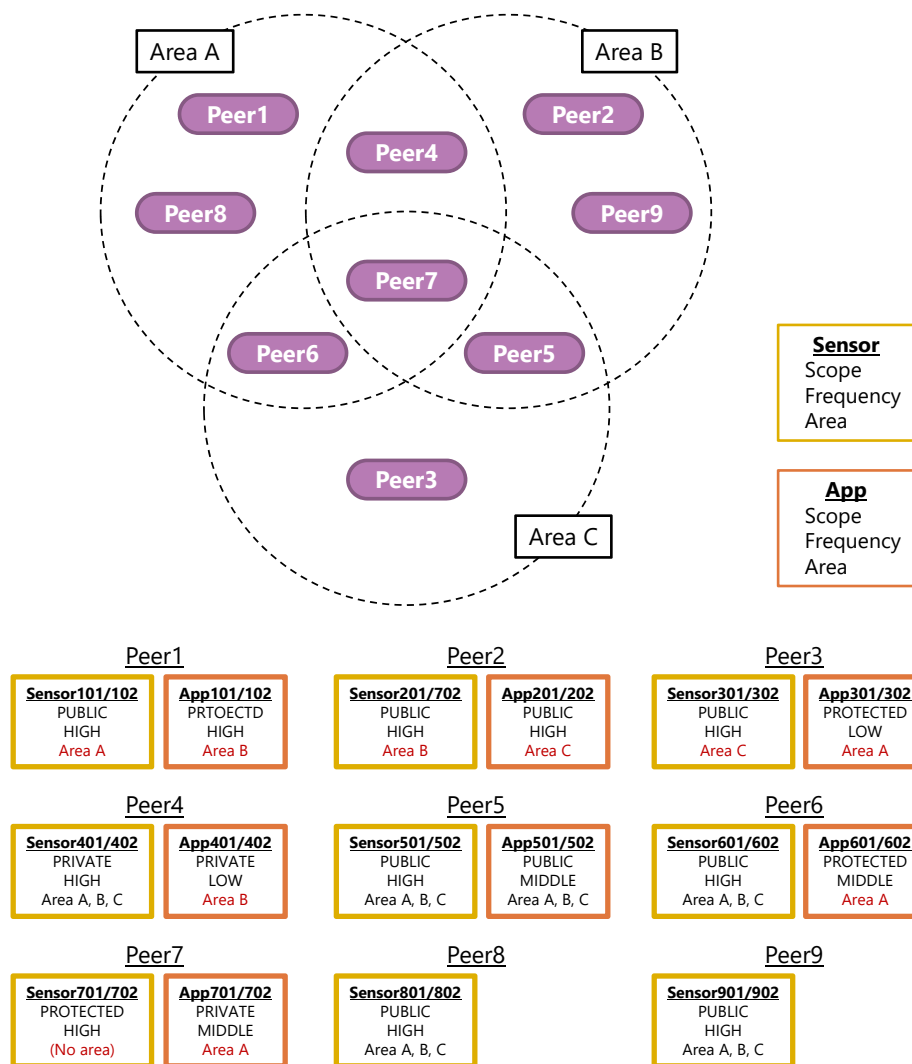 Area A
Area B
Peer1
Peer2
Peer4
Peer8
Peer9
Peer7
Peer6
Peer5
Peer3
Area C
Sensor
Scope
Frequency
Area
App
Scope
Frequency
Area
Peer1
Sensor101/102
PUBLIC
HIGH
Area A
App101/102
PRTOECTD
HIGH
Area B
Peer2
Sensor201/702
PUBLIC
HIGH
Area B
App201/202
PUBLIC
HIGH
Area C
Peer3
Sensor301/302
PUBLIC
HIGH
Area C
App301/302
PROTECTED
LOW
Area A
Peer4
Sensor401/402
PRIVATE
HIGH
Area A, B, C
App401/402
PRIVATE
LOW
Area B
Peer5
Sensor501/502
PUBLIC
HIGH
Area A, B, C
App501/502
PUBLIC
MIDDLE
Area A, B, C
Peer6
Sensor601/602
PUBLIC
HIGH
Area A, B, C
App601/602
PROTECTED
MIDDLE
Area A
Peer7
Sensor701/702
PROTECTED
HIGH
(No area)
App701/702
PRIVATE
MIDDLE
Area A
Peer8
Sensor801/802
PUBLIC
HIGH
Area A, B, C
Peer9
Sensor901/902
PUBLIC
HIGH
Area A, B, C